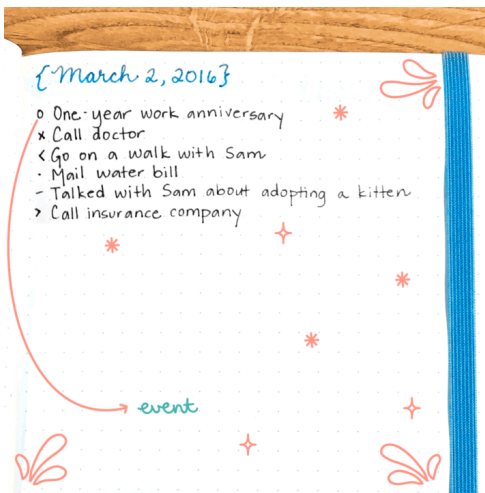 {March 2, 2016}
o One-year work anniversary
x Call doctor
< Go on a walk with Sam
· Mail water bill
- Talked with Sam about adopting a kitten
> Call insurance company
event